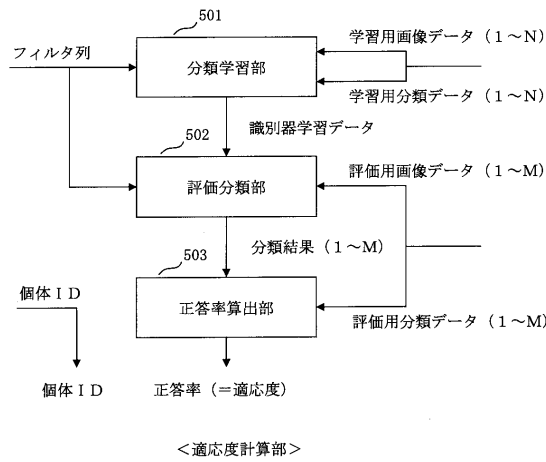 501
フィルタ列
分類学習部
学習用画像データ（１～Ｎ）
学習用分類データ（１～Ｎ）
識別器学習データ
502
評価分類部
評価用画像データ（１～Ｍ）
分類結果（１～Ｍ）
503
個体ＩＤ
正答率算出部
評価用分類データ（１～Ｍ）
個体ＩＤ
正答率（＝適応度）
＜適応度計算部＞